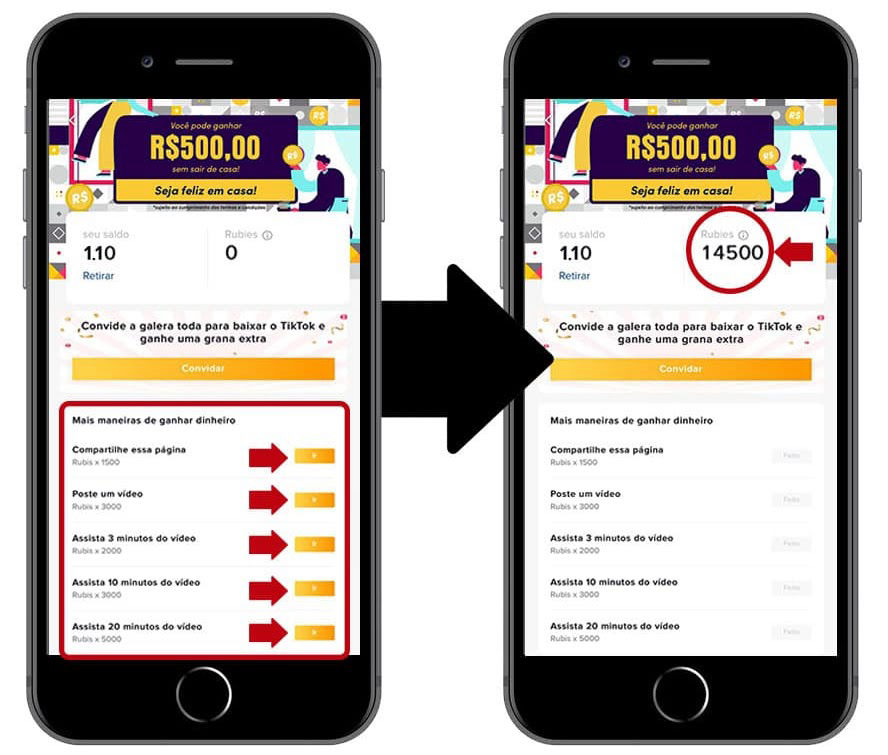 Você pode ganhar
R$500,00
sem sair de casa!
R$
Seja feliz em casa!
R$
*sujeito ao cumprimento dos termos e condições
seu saldo
Rubies
1.10
0
Retirar
Convide a galera toda para baixar o TikTok e
ganhe uma grana extra
Convidar
Mais maneiras de ganhar dinheiro
Compartilhe essa página
Rubis x 1500
Ir
Poste um vídeo
Rubis x 3000
Ir
Assista 3 minutos do vídeo
Rubis x 2000
Ir
Assista 10 minutos do vídeo
Rubis x 3000
Ir
Assista 20 minutos do vídeo
Rubis x 5000
Ir
R$
R$
Você pode ganhar
R$500,00
sem sair de casa!
R$
Seja feliz em casa!
R$
*sujeito ao cumprimento dos termos e condições
seu saldo
Rubies
1.10
14500
Retirar
Convide a galera toda para baixar o TikTok e
ganhe uma grana extra
Convidar
Mais maneiras de ganhar dinheiro
Compartilhe essa página
Rubis x 1500
Feito
Poste um vídeo
Rubis x 3000
Feito
Assista 3 minutos do vídeo
Rubis x 2000
Feito
Assista 10 minutos do vídeo
Rubis x 3000
Feito
Assista 20 minutos do vídeo
Rubis x 5000
Feito